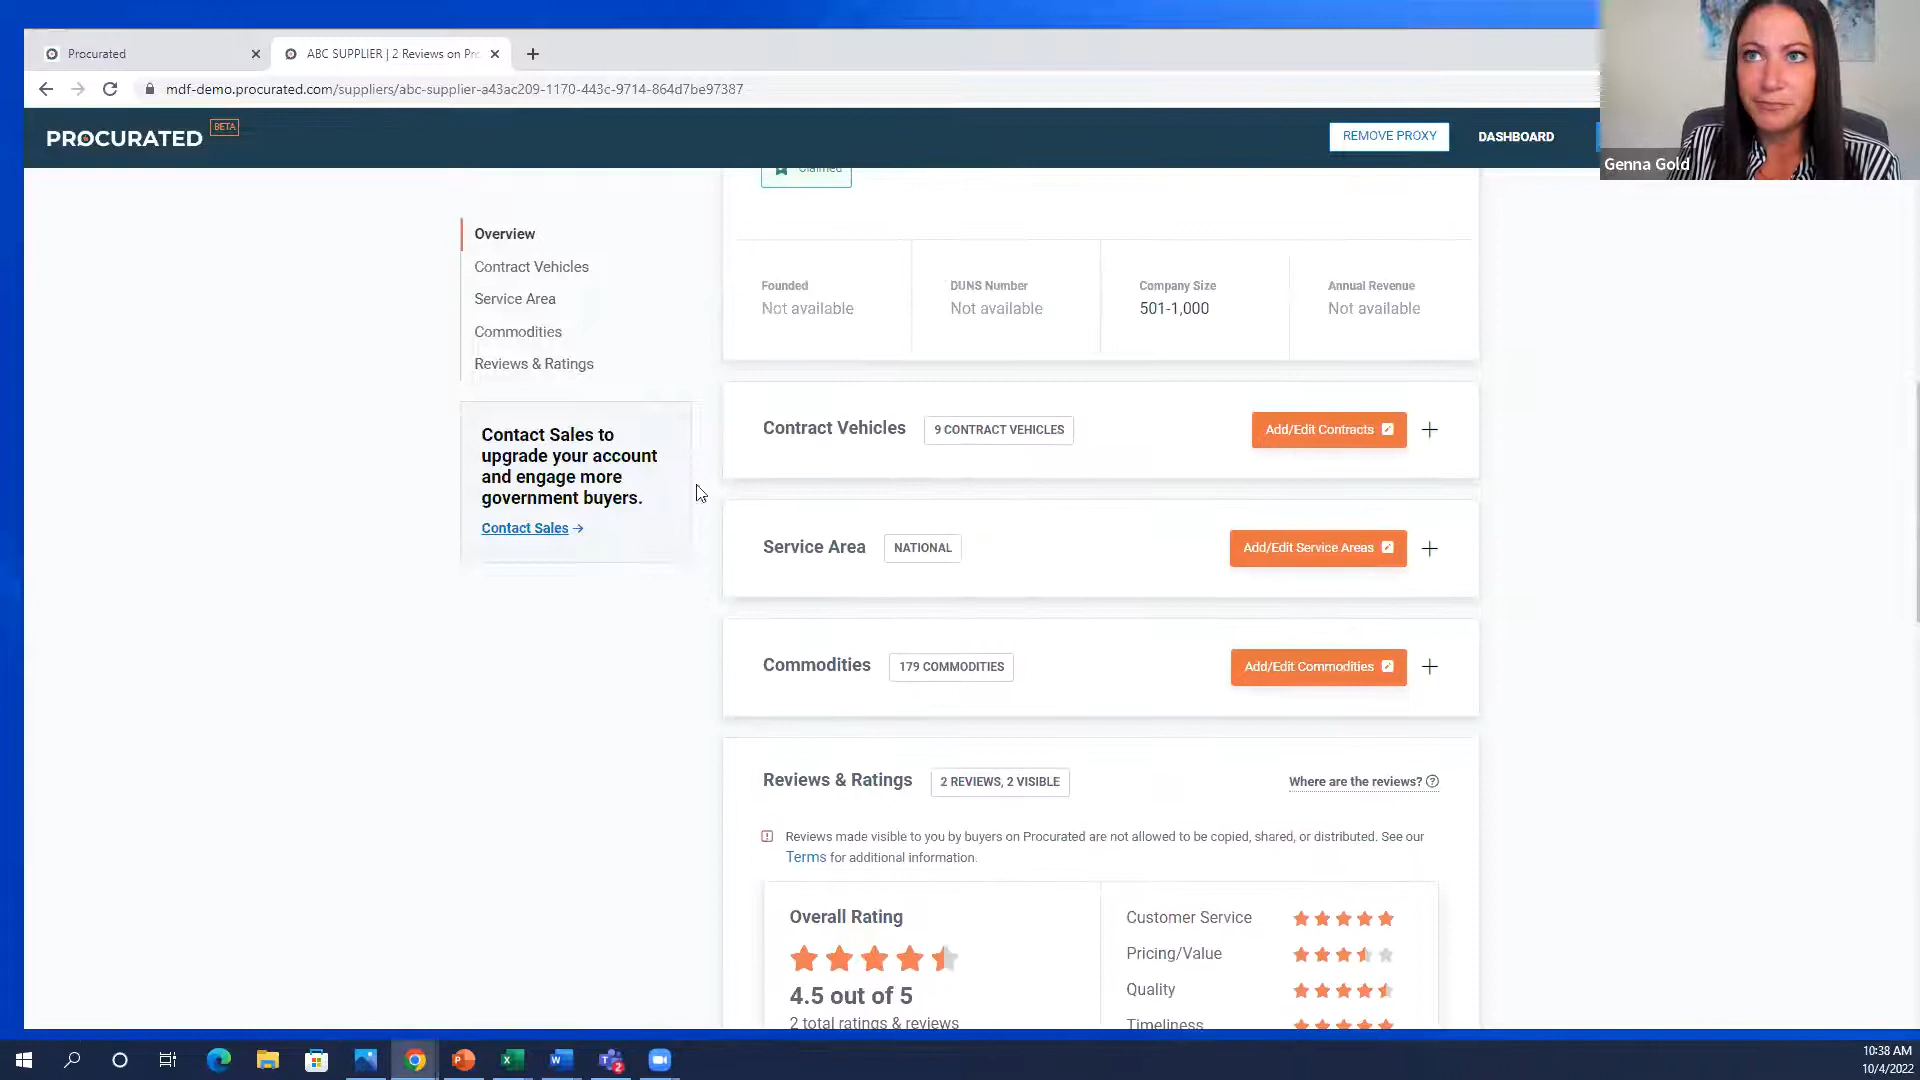 Procurated
ABC SUPPLIER | 2 Reviews on Pro
mdf-demo.procurated.com/suppliers/abc-supplier-a43ac209-1170-443c-9714-864d7be97387
PROCURATED BETA
REMOVE PROXY
DASHBOARD
Genna Gold
Claimed
Overview
Contract Vehicles
Service Area
Commodities
Reviews & Ratings
Contact Sales to
upgrade your account
and engage more
government buyers.
Contact Sales →
Founded
Not available
DUNS Number
Not available
Company Size
501-1,000
Annual Revenue
Not available
Contract Vehicles 9 CONTRACT VEHICLES Add/Edit Contracts
Service Area NATIONAL Add/Edit Service Areas
Commodities 179 COMMODITIES Add/Edit Commodities
Reviews & Ratings 2 REVIEWS, 2 VISIBLE Where are the reviews?
Reviews made visible to you by buyers on Procurated are not allowed to be copied, shared, or distributed. See our
Terms for additional information.
Overall Rating
4.5 out of 5
2 total ratings & reviews
Customer Service
Pricing/Value
Quality
Timeliness
10:38 AM
10/4/2022